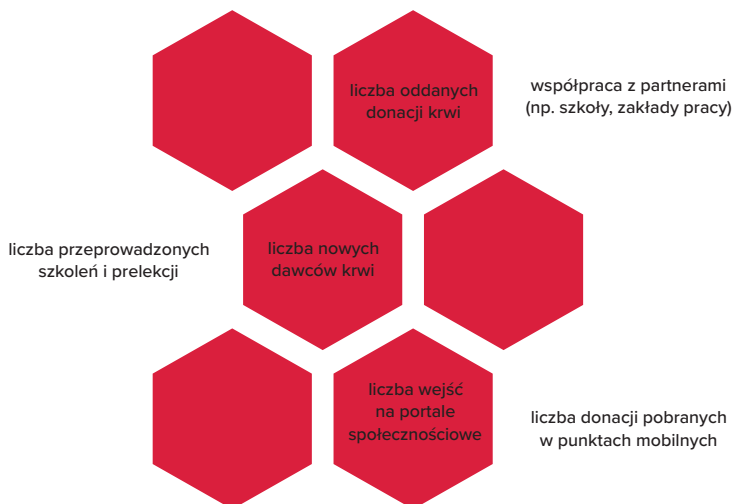 liczba oddanych
donacji krwi
współpraca z partnerami
(np. szkoły, zakłady pracy)
liczba przeprowadzonych
szkoleń i prelekcji
liczba nowych
dawców krwi
liczba wejść
na portale
społecznościowe
liczba donacji pobranych
w punktach mobilnych